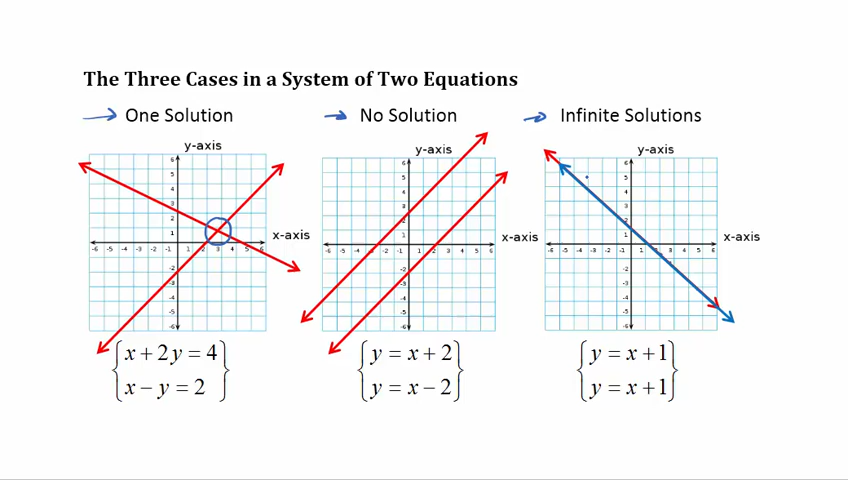 The Three Cases in a System of Two Equations
One Solution
No Solution
Infinite Solutions
y-axis
y-axis
y-axis
x-axis
x-axis
x-axis
x + 2y = 4
x − y = 2
y = x + 2
y = x − 2
y = x + 1
y = x + 1